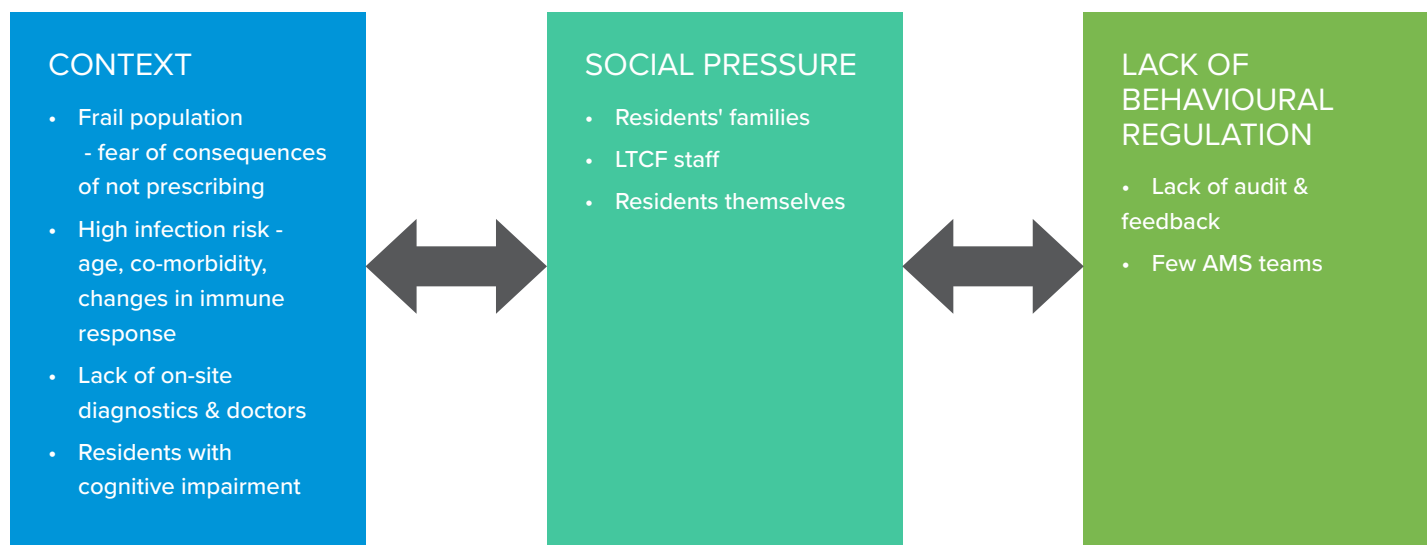 CONTEXT
• Frail population
- fear of consequences
of not prescribing
• High infection risk -
age, co-morbidity,
changes in immune
response
• Lack of on-site
diagnostics & doctors
• Residents with
cognitive impairment
SOCIAL PRESSURE
• Residents' families
• LTCF staff
• Residents themselves
LACK OF
BEHAVIOURAL
REGULATION
• Lack of audit &
feedback
• Few AMS teams